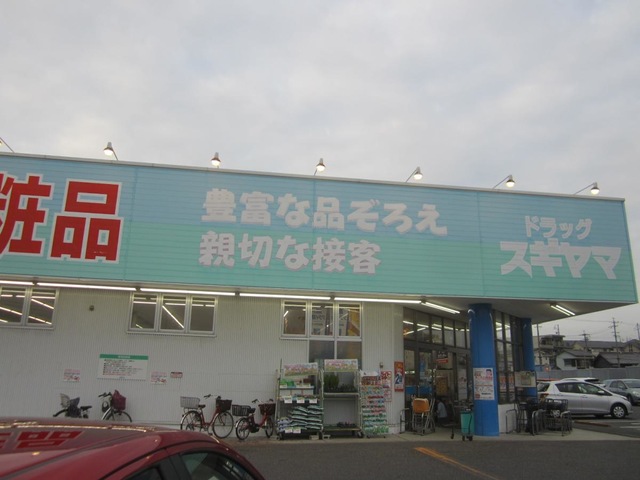 粧品
豊富な品ぞろえ
親切な接客
ドラッグ
スギヤマ